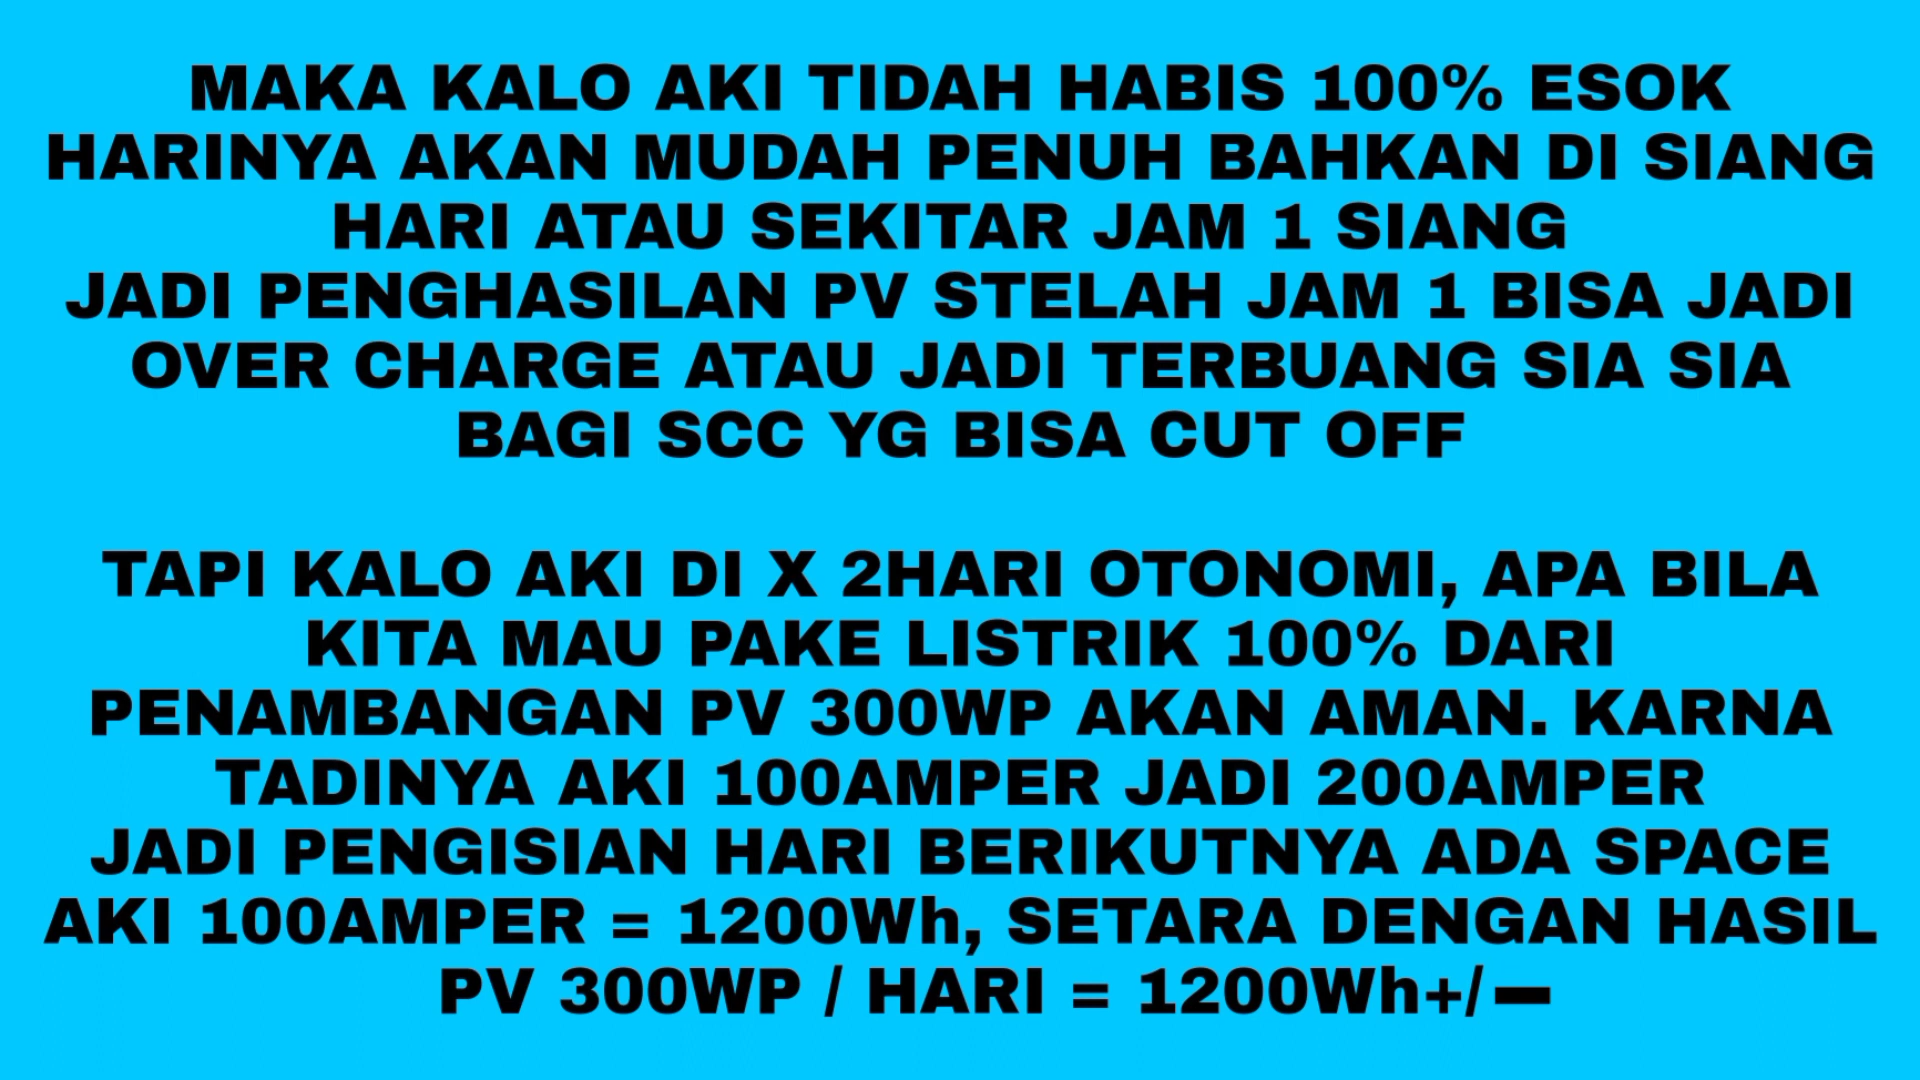 MAKA KALO AKI TIDAH HABIS 100% ESOK
HARINYA AKAN MUDAH PENUH BAHKAN DI SIANG
HARI ATAU SEKITAR JAM 1 SIANG
JADI PENGHASILAN PV STELAH JAM 1 BISA JADI
OVER CHARGE ATAU JADI TERBUANG SIA SIA
BAGI SCC YG BISA CUT OFF
TAPI KALO AKI DI X 2HARI OTONOMI, APA BILA
KITA MAU PAKE LISTRIK 100% DARI
PENAMBANGAN PV 300WP AKAN AMAN. KARNA
TADINYA AKI 100AMPER JADI 200AMPER
JADI PENGISIAN HARI BERIKUTNYA ADA SPACE
AKI 100AMPER = 1200Wh, SETARA DENGAN HASIL
PV 300WP / HARI = 1200Wh+/−